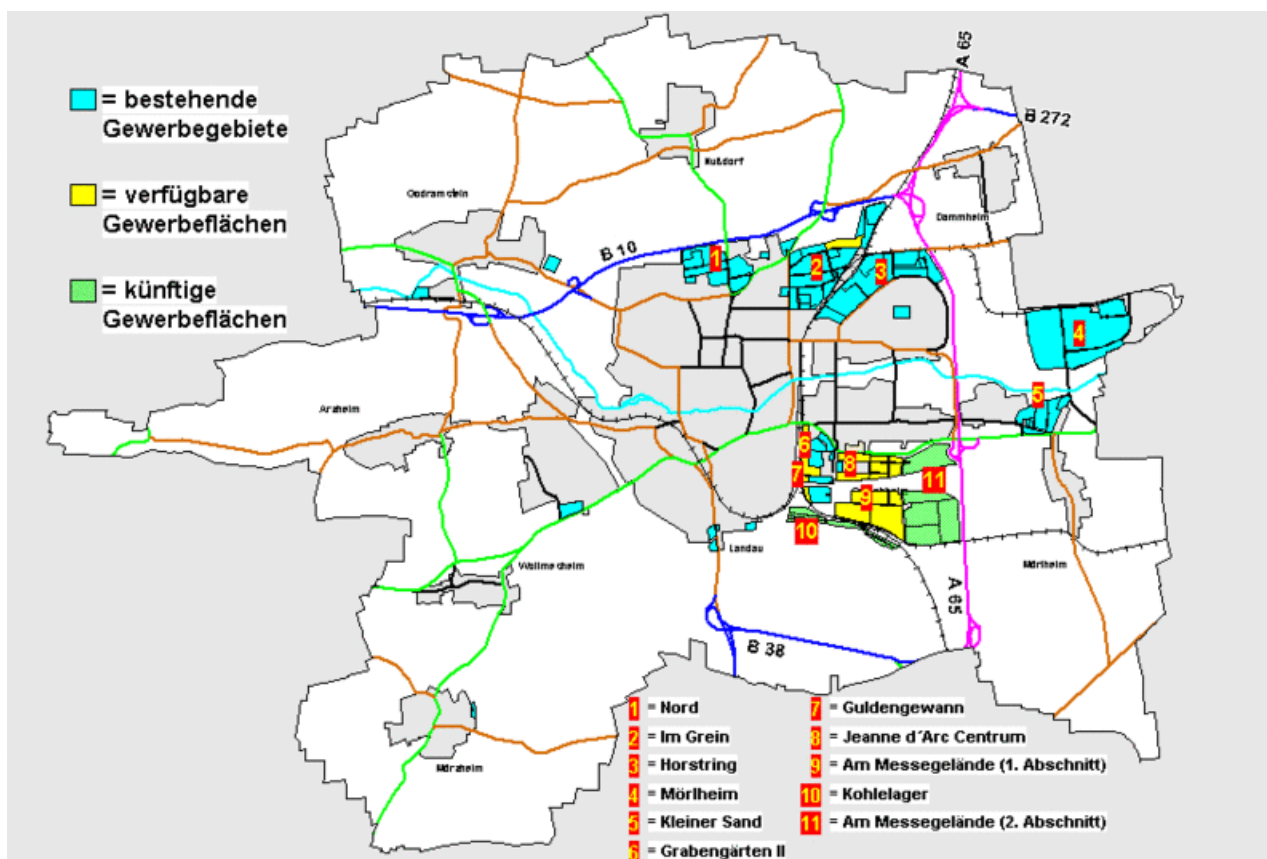 = bestehende
Gewerbegebiete
= verfügbare
Gewerbeflächen
= künftige
Gewerbeflächen
A 65
B 272
Nußdorf
Godramstein
Dammheim
B 10
1
2
3
4
5
Arzheim
6
7
8
9
10
11
Landau
Mörlheim
Wollmesheim
A 65
B 38
Mörzheim
1 = Nord
2 = Im Grein
3 = Horstring
4 = Mörlheim
5 = Kleiner Sand
6 = Grabengärten II
7 = Guldengewann
8 = Jeanne d´Arc Centrum
9 = Am Messegelände (1. Abschnitt)
10 = Kohlelager
11 = Am Messegelände (2. Abschnitt)